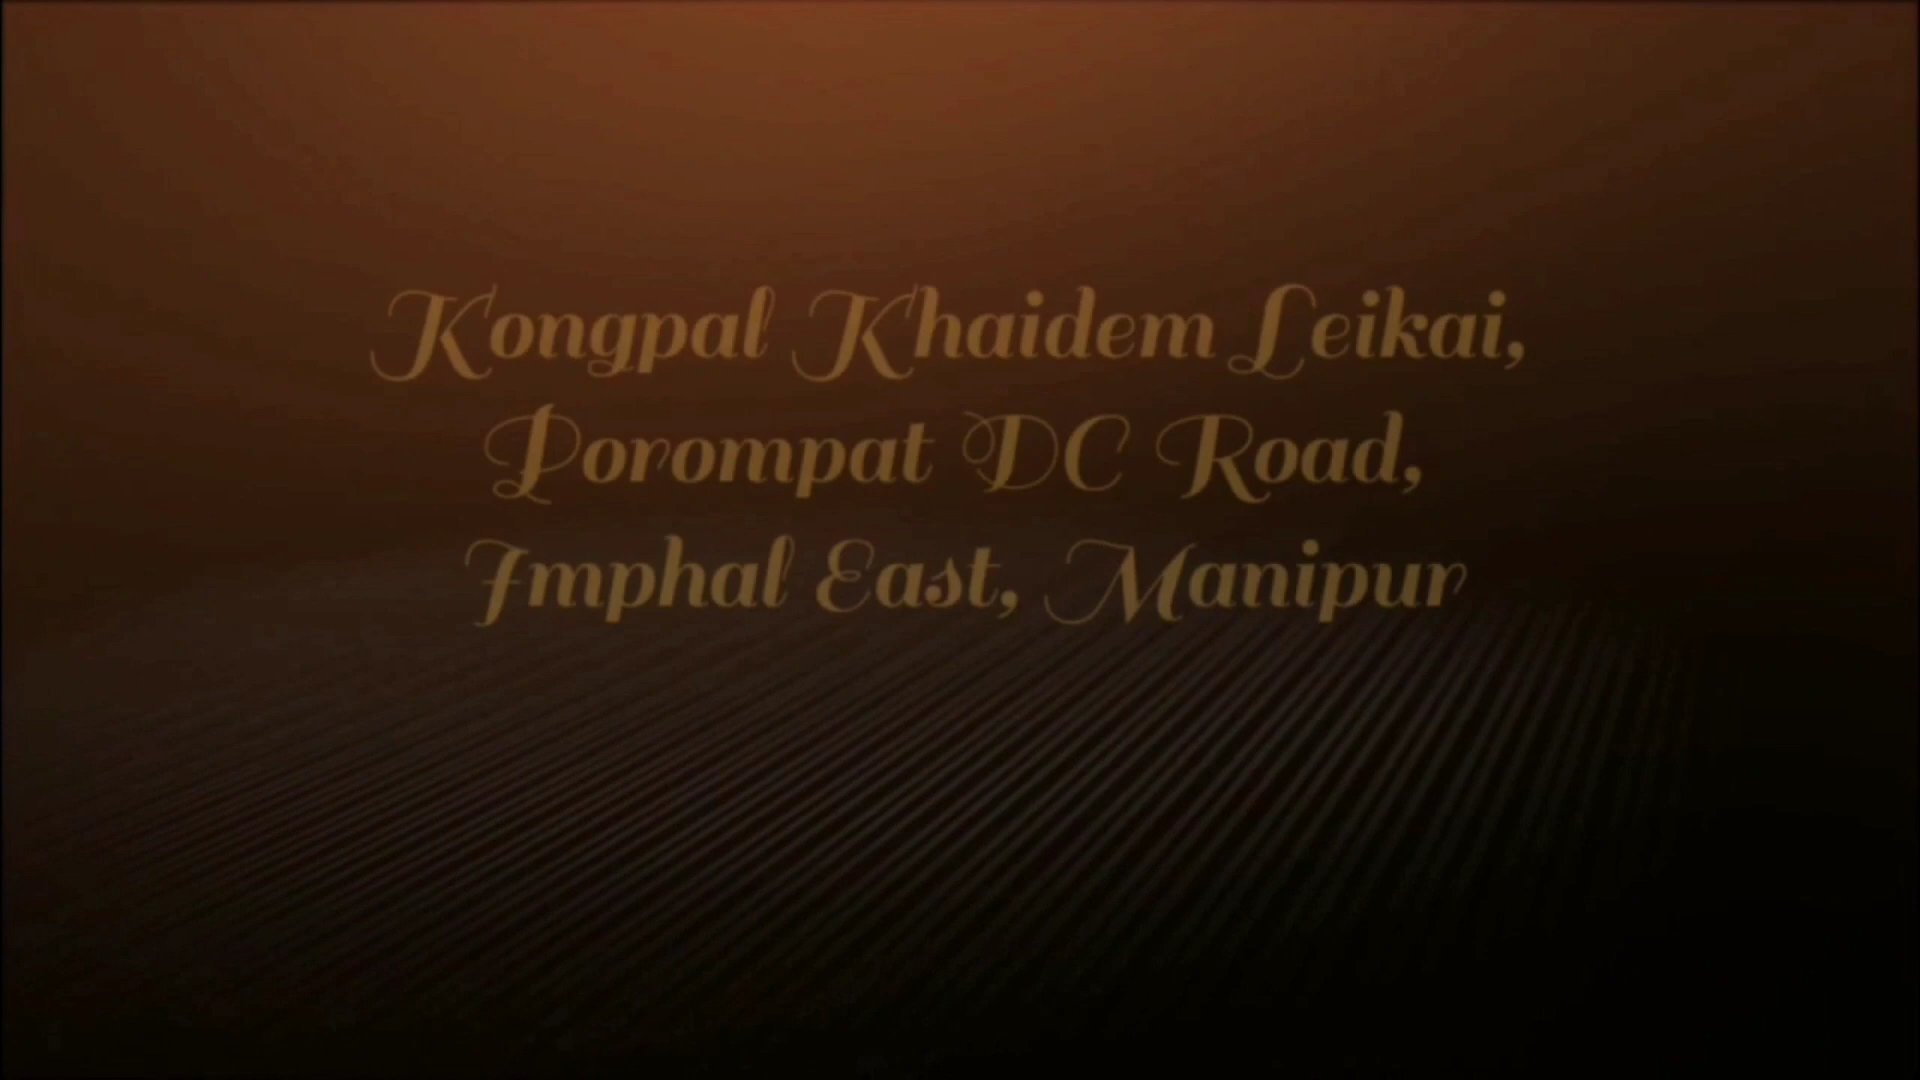 Kongpal Khaidem Leikai,
Porompat DC Road,
Imphal East, Manipur